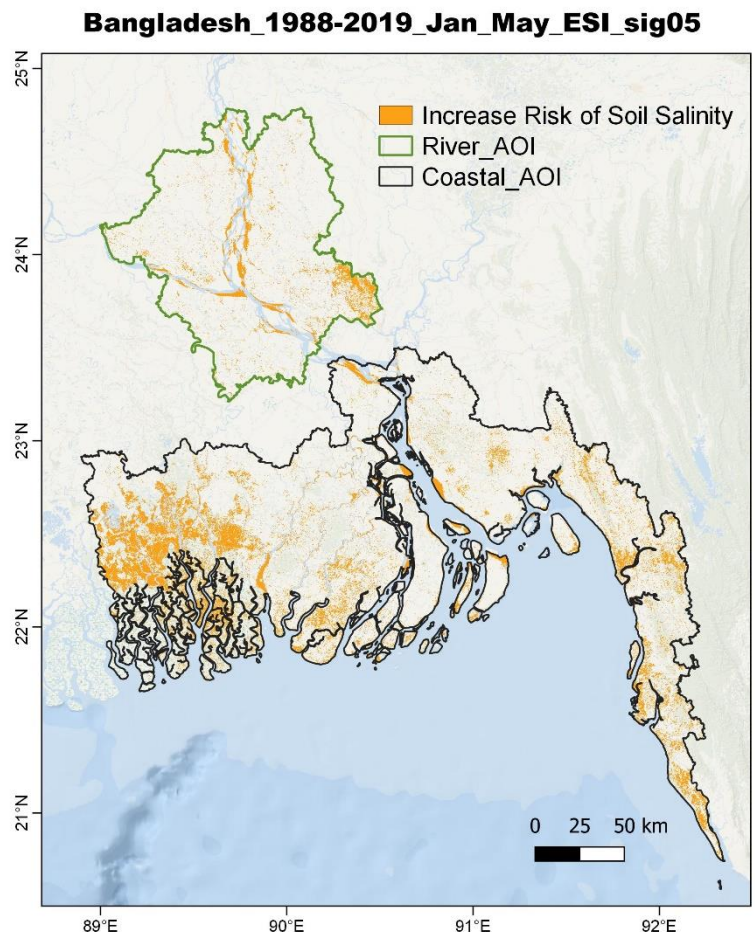 Bangladesh_1988-2019_Jan_May_ESI_sig05
25°N
24°N
23°N
22°N
21°N
Increase Risk of Soil Salinity
River_AOI
Coastal_AOI
0 25 50 km
89°E 90°E 91°E 92°E